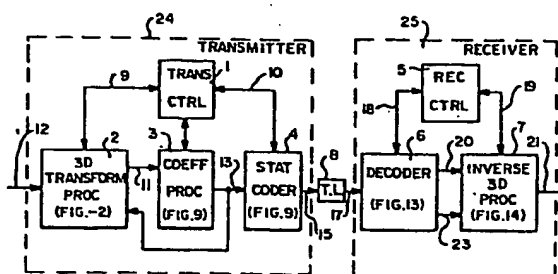 24
TRANSMITTER
25
RECEIVER
9
TRANS
CTRL
1
10
5
REC
CTRL
19
18
12
3D
TRANSFORM
PROC
(FIG.-2)
2
11
3
COEFF
PROC
(FIG.9)
13
4
STAT
CODER
(FIG.9)
15
8
T.L
17
6
DECODER
(FIG.13)
20
23
7
INVERSE
3D
PROC
(FIG.14)
21